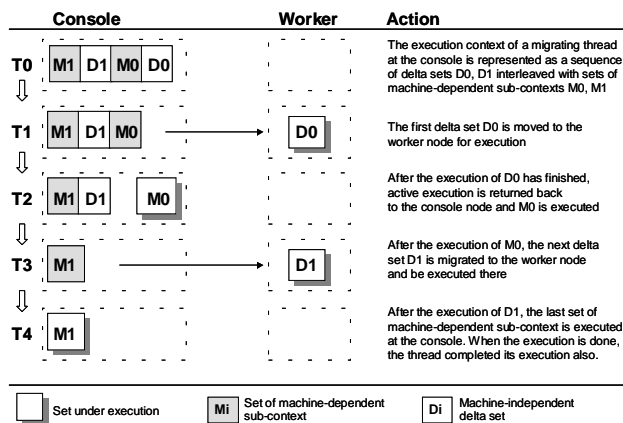 Console Worker Action
T0 M1 D1 M0 D0
The execution context of a migrating thread
at the console is represented as a sequence
of delta sets D0, D1 interleaved with sets of
machine-dependent sub-contexts M0, M1
T1 M1 D1 M0 D0
The first delta set D0 is moved to the
worker node for execution
T2 M1 D1 M0
After the execution of D0 has finished,
active execution is returned back
to the console node and M0 is executed
T3 M1 D1
After the execution of M0, the next delta
set D1 is migrated to the worker node
and be executed there
T4 M1
After the execution of D1, the last set of
machine-dependent sub-context is executed
at the console. When the execution is done,
the thread completed its execution also.
Set under execution
Mi Set of machine-dependent
sub-context
Di Machine-independent
delta set